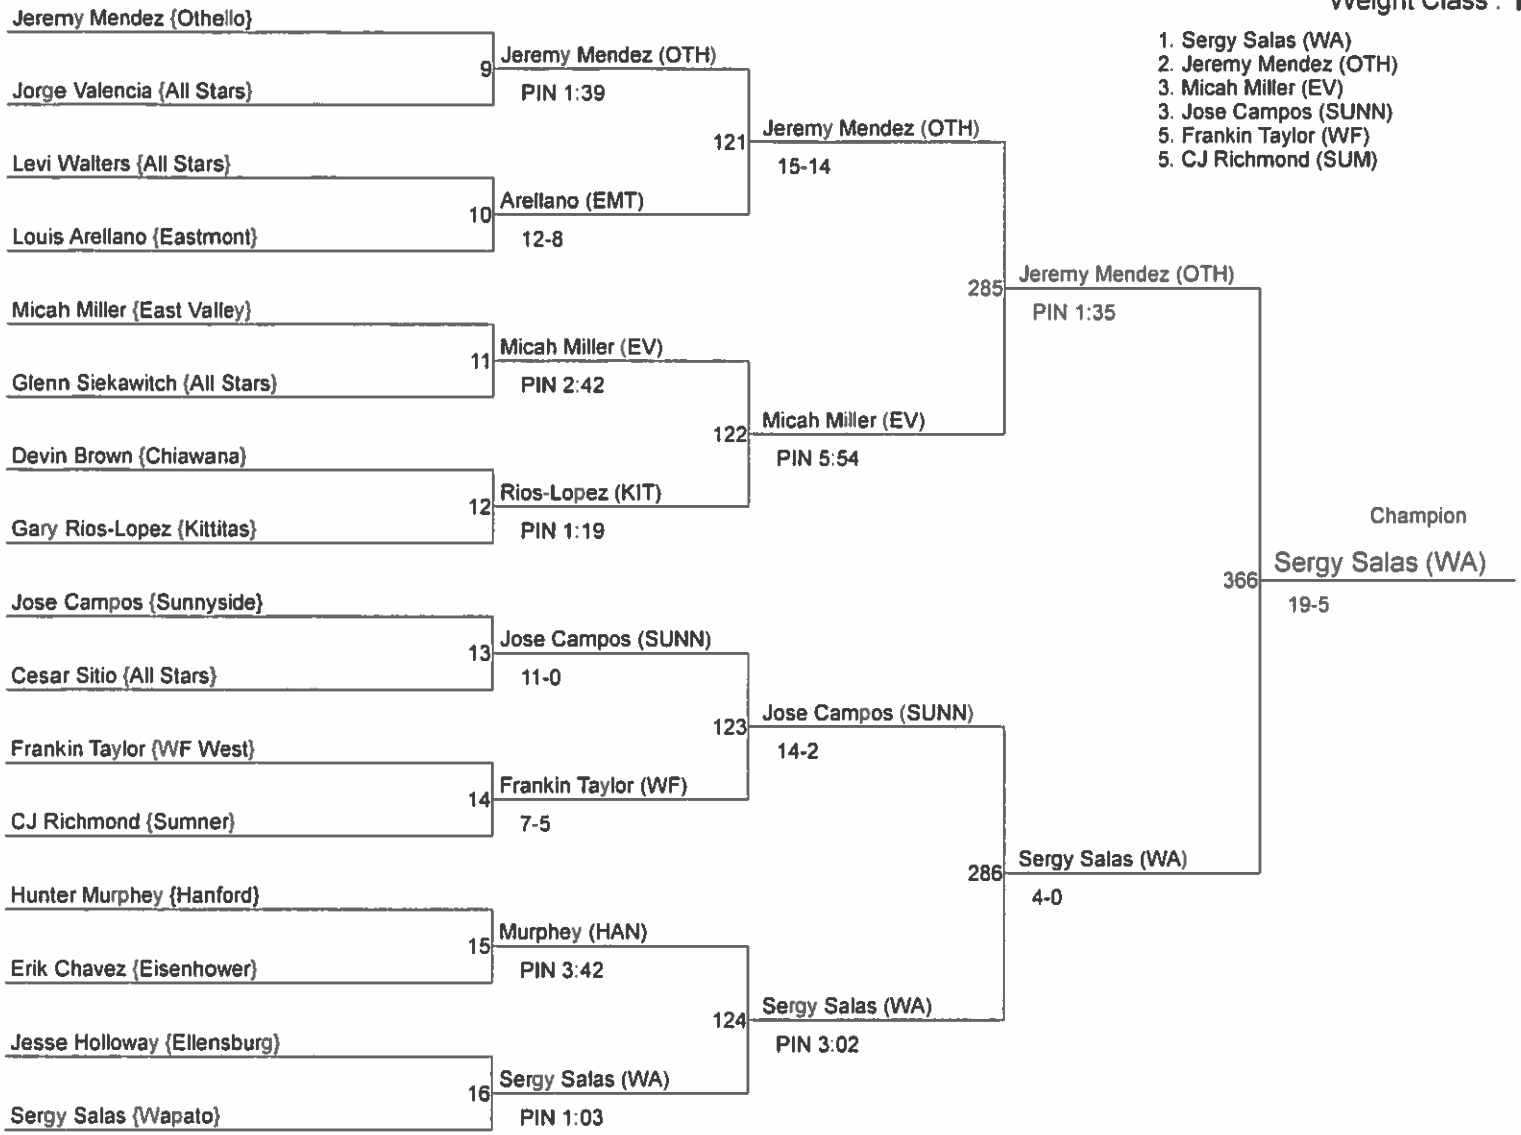 Weight Class :
1. Sergy Salas (WA)
2. Jeremy Mendez (OTH)
3. Micah Miller (EV)
3. Jose Campos (SUNN)
5. Frankin Taylor (WF)
5. CJ Richmond (SUM)
Jeremy Mendez {Othello}
9 Jeremy Mendez (OTH)
Jorge Valencia {All Stars}
PIN 1:39
121 Jeremy Mendez (OTH)
15-14
Levi Walters {All Stars}
10 Arellano (EMT)
Louis Arellano {Eastmont}
12-8
285 Jeremy Mendez (OTH)
PIN 1:35
Micah Miller {East Valley}
11 Micah Miller (EV)
Glenn Siekawitch {All Stars}
PIN 2:42
122 Micah Miller (EV)
PIN 5:54
Devin Brown {Chiawana}
12 Rios-Lopez (KIT)
Gary Rios-Lopez {Kittitas}
PIN 1:19
Champion
366 Sergy Salas (WA)
19-5
Jose Campos {Sunnyside}
13 Jose Campos (SUNN)
Cesar Sitio {All Stars}
11-0
123 Jose Campos (SUNN)
14-2
Frankin Taylor {WF West}
14 Frankin Taylor (WF)
CJ Richmond {Sumner}
7-5
286 Sergy Salas (WA)
4-0
Hunter Murphey {Hanford}
15 Murphey (HAN)
Erik Chavez {Eisenhower}
PIN 3:42
124 Sergy Salas (WA)
PIN 3:02
Jesse Holloway {Ellensburg}
16 Sergy Salas (WA)
Sergy Salas {Wapato}
PIN 1:03